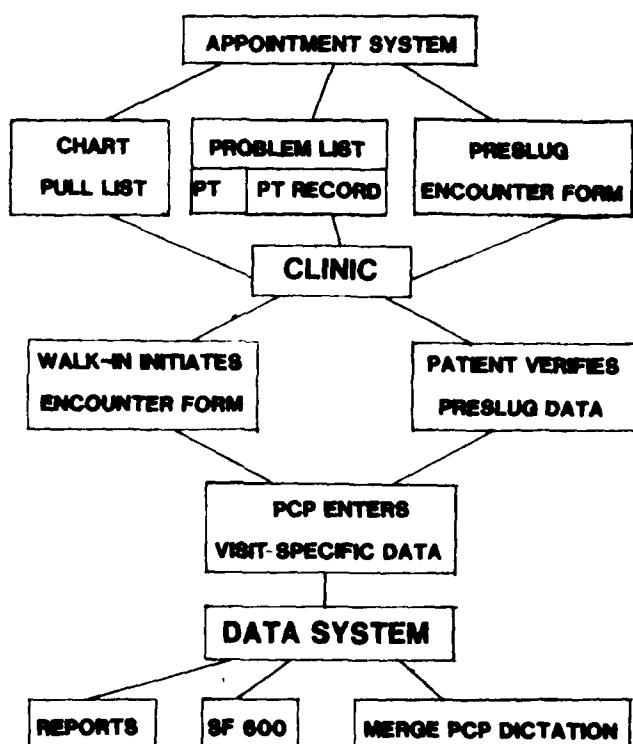 APPOINTMENT SYSTEM
CHART
PULL LIST
PROBLEM LIST
PT
PT RECORD
PRESLUG
ENCOUNTER FORM
CLINIC
WALK-IN INITIATES
ENCOUNTER FORM
PATIENT VERIFIES
PRESLUG DATA
PCP ENTERS
VISIT-SPECIFIC DATA
DATA SYSTEM
REPORTS
SF 600
MERGE PCP DICTATION